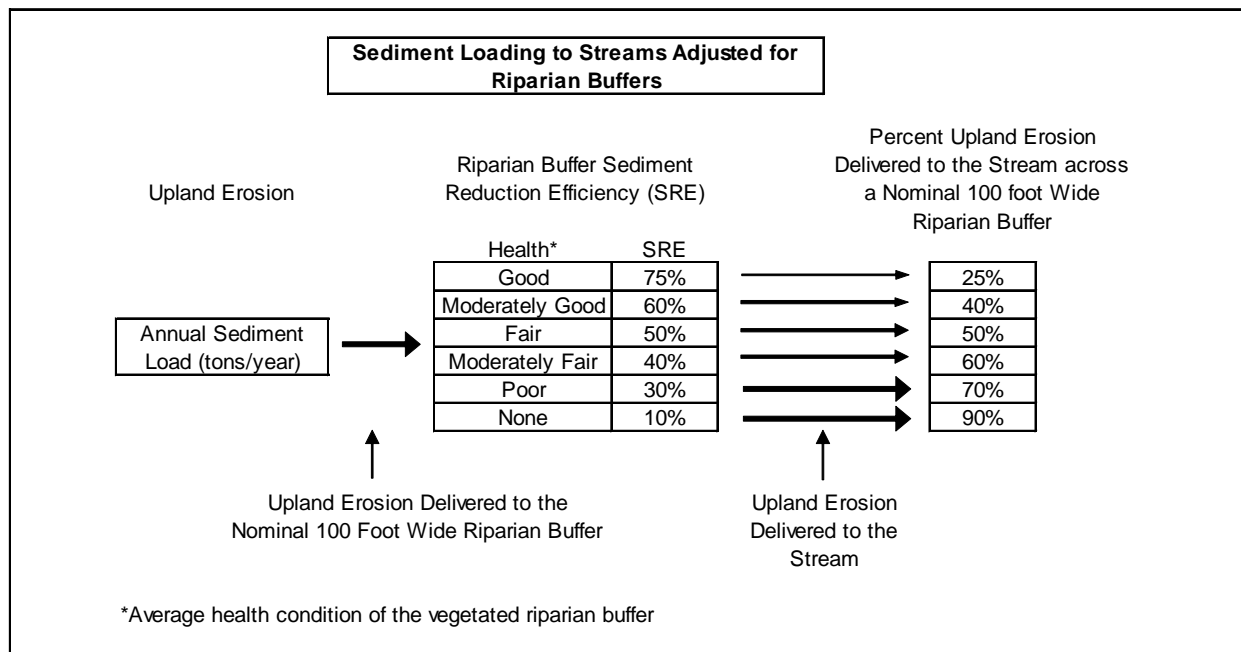 Sediment Loading to Streams Adjusted for
Riparian Buffers
Upland Erosion
Riparian Buffer Sediment
Reduction Efficiency (SRE)
Percent Upland Erosion
Delivered to the Stream across
a Nominal 100 foot Wide
Riparian Buffer
Health* SRE
Good 75% 25%
Moderately Good 60% 40%
Fair 50% 50%
Moderately Fair 40% 60%
Poor 30% 70%
None 10% 90%
Annual Sediment
Load (tons/year)
Upland Erosion Delivered to the
Nominal 100 Foot Wide Riparian Buffer
Upland Erosion
Delivered to the
Stream
*Average health condition of the vegetated riparian buffer